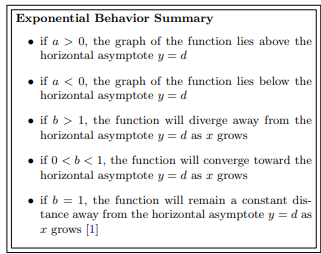 Exponential Behavior Summary
• if a > 0, the graph of the function lies above the
horizontal asymptote y = d
• if a < 0, the graph of the function lies below the
horizontal asymptote y = d
• if b > 1, the function will diverge away from the
horizontal asymptote y = d as x grows
• if 0 < b < 1, the function will converge toward the
horizontal asymptote y = d as x grows
• if b = 1, the function will remain a constant dis-
tance away from the horizontal asymptote y = d as
x grows [1]